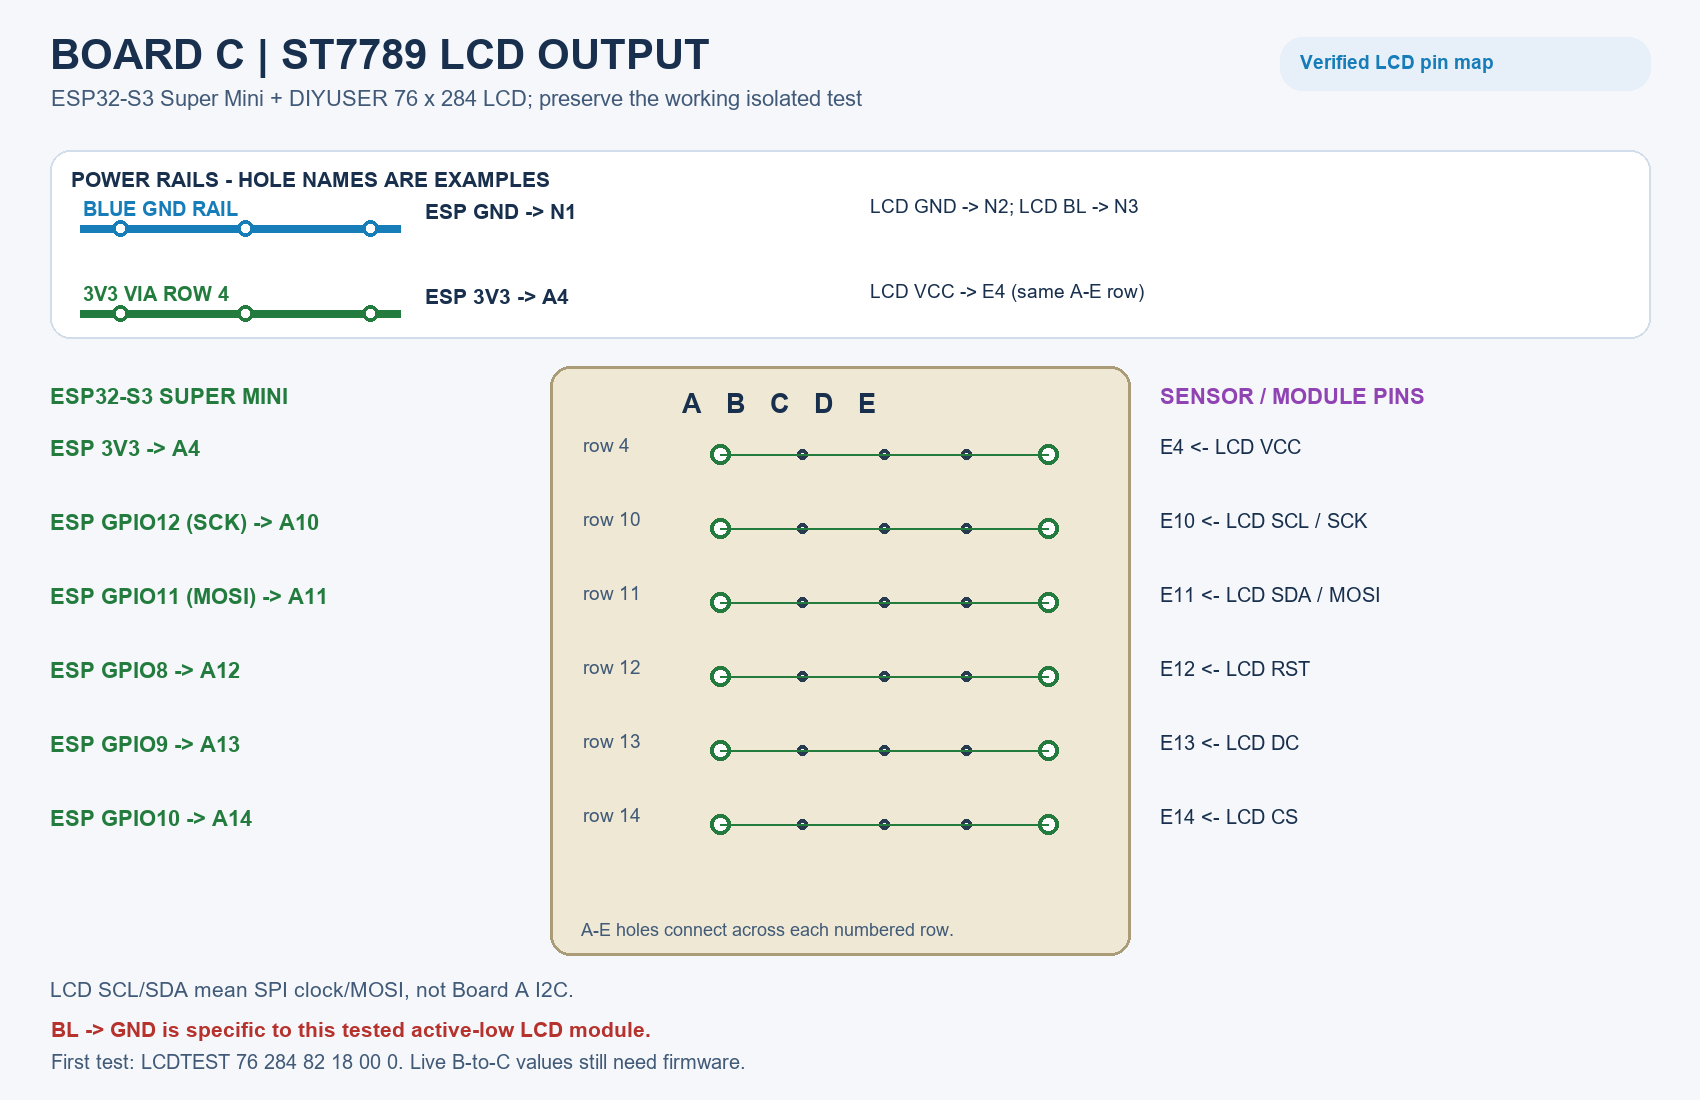 BOARD C | ST7789 LCD OUTPUT
Verified LCD pin map
ESP32-S3 Super Mini + DIYUSER 76 x 284 LCD; preserve the working isolated test
POWER RAILS - HOLE NAMES ARE EXAMPLES
BLUE GND RAIL
ESP GND -> N1
LCD GND -> N2; LCD BL -> N3
3V3 VIA ROW 4
ESP 3V3 -> A4
LCD VCC -> E4 (same A-E row)
ESP32-S3 SUPER MINI
A B C D E
SENSOR / MODULE PINS
ESP 3V3 -> A4
row 4
E4 <- LCD VCC
ESP GPIO12 (SCK) -> A10
row 10
E10 <- LCD SCL / SCK
ESP GPIO11 (MOSI) -> A11
row 11
E11 <- LCD SDA / MOSI
ESP GPIO8 -> A12
row 12
E12 <- LCD RST
ESP GPIO9 -> A13
row 13
E13 <- LCD DC
ESP GPIO10 -> A14
row 14
E14 <- LCD CS
A-E holes connect across each numbered row.
LCD SCL/SDA mean SPI clock/MOSI, not Board A I2C.
BL -> GND is specific to this tested active-low LCD module.
First test: LCDTEST 76 284 82 18 00 0. Live B-to-C values still need firmware.